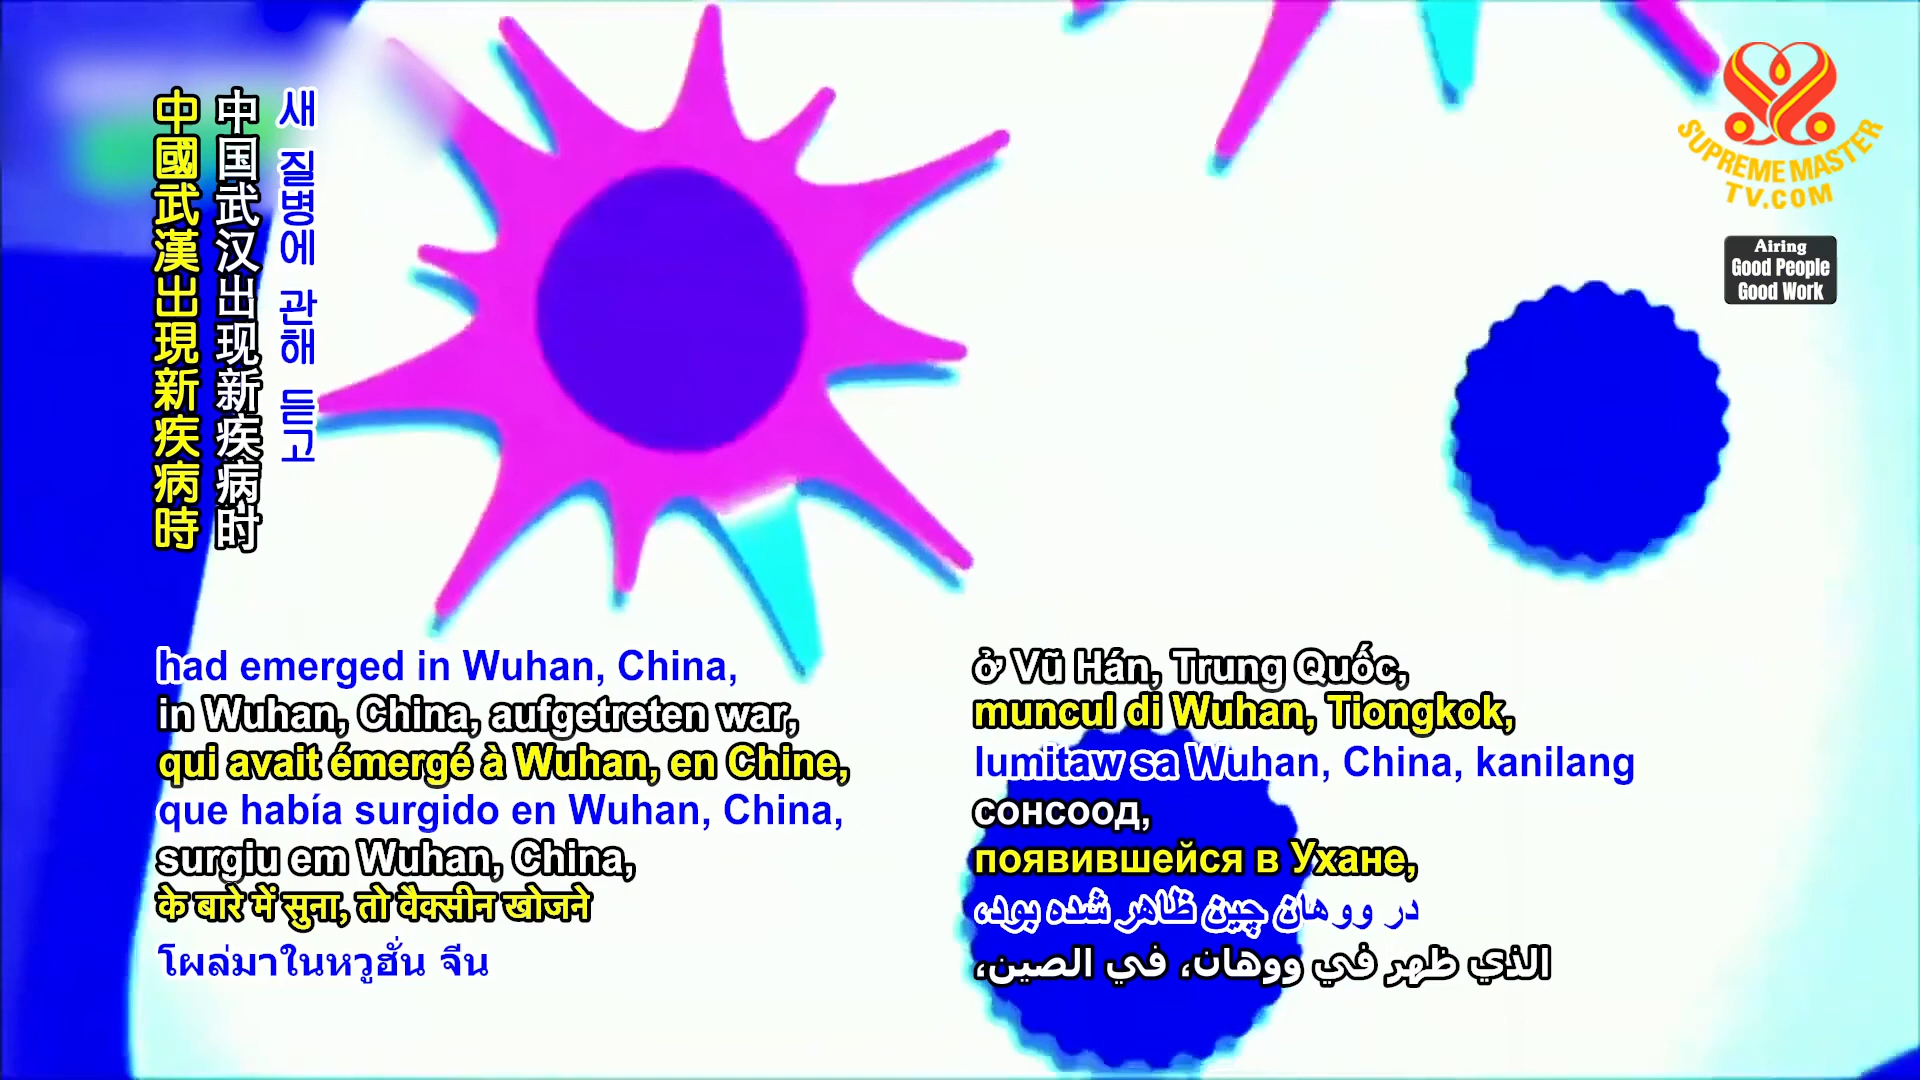 中國武漢出現新疾病時
中国武汉出现新疾病时
새 질병에 관해 듣고
SUPREME MASTER
TV.COM
Airing
Good People
Good Work
had emerged in Wuhan, China,
in Wuhan, China, aufgetreten war,
qui avait émergé à Wuhan, en Chine,
que había surgido en Wuhan, China,
surgiu em Wuhan, China,
के बारे में सुना, तो वैक्सीन खोजने
โผล่มาในหวูฮั่น จีน
ở Vũ Hán, Trung Quốc,
muncul di Wuhan, Tiongkok,
lumitaw sa Wuhan, China, kanilang
сонсоод,
появившейся в Ухане,
در ووهان چین ظاهر شده بود،
الذي ظهر في ووهان، في الصين،